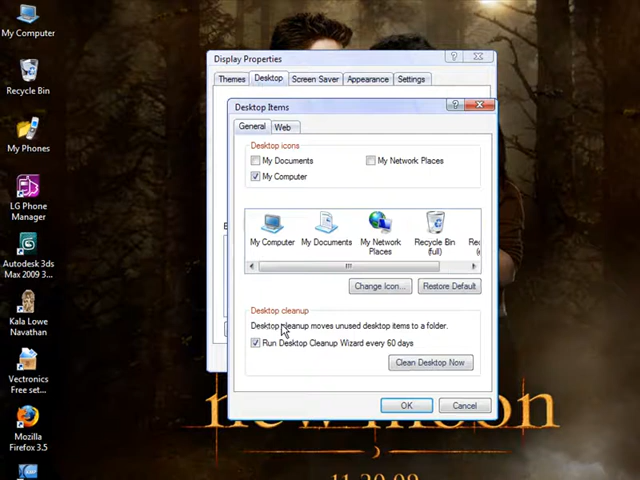 My Computer
Recycle Bin
My Phones
LG Phone
Manager
Autodesk 3ds
Max 2009 3...
Kala Lowe
Navathan
Vectronics
Free set...
Mozilla
Firefox 3.5
Display Properties
Themes
Desktop
Screen Saver
Appearance
Settings
Desktop Items
General
Web
Desktop icons
My Documents
My Network Places
My Computer
My Computer
My Documents
My Network
Places
Recycle Bin
(full)
Change Icon...
Restore Default
Desktop cleanup
Desktop cleanup moves unused desktop items to a folder.
Run Desktop Cleanup Wizard every 60 days
Clean Desktop Now
OK
Cancel
new moon
11.20.09